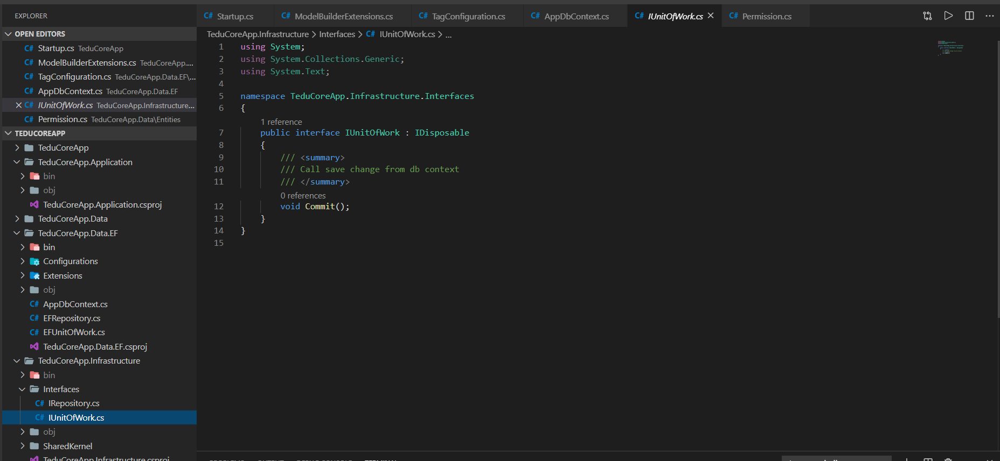 EXPLORER
OPEN EDITORS
C# Startup.cs TeduCoreApp
C# ModelBuilderExtensions.cs TeduCoreApp....
C# TagConfiguration.cs TeduCoreApp.Data.EF\...
C# AppDbContext.cs TeduCoreApp.Data.EF
C# IUnitOfWork.cs TeduCoreApp.Infrastructure...
C# Permission.cs TeduCoreApp.Data\Entities
TEDUCOREAPP
TeduCoreApp
TeduCoreApp.Application
bin
obj
TeduCoreApp.Application.csproj
TeduCoreApp.Data
TeduCoreApp.Data.EF
bin
Configurations
Extensions
obj
C# AppDbContext.cs
C# EFRepository.cs
C# EFUnitOfWork.cs
TeduCoreApp.Data.EF.csproj
TeduCoreApp.Infrastructure
bin
Interfaces
C# IRepository.cs
C# IUnitOfWork.cs
obj
SharedKernel
TeduCoreApp.Infrastructure.csproj
C# Startup.cs C# ModelBuilderExtensions.cs C# TagConfiguration.cs C# AppDbContext.cs C# IUnitOfWork.cs C# Permission.cs
TeduCoreApp.Infrastructure > Interfaces > C# IUnitOfWork.cs > ...
1 using System;
2 using System.Collections.Generic;
3 using System.Text;
4
5 namespace TeduCoreApp.Infrastructure.Interfaces
6 {
1 reference
7 public interface IUnitOfWork : IDisposable
8 {
9 /// <summary>
10 /// Call save change from db context
11 /// </summary>
0 references
12 void Commit();
13 }
14 }
15
PROBLEMS OUTPUT DEBUG CONSOLE TERMINAL